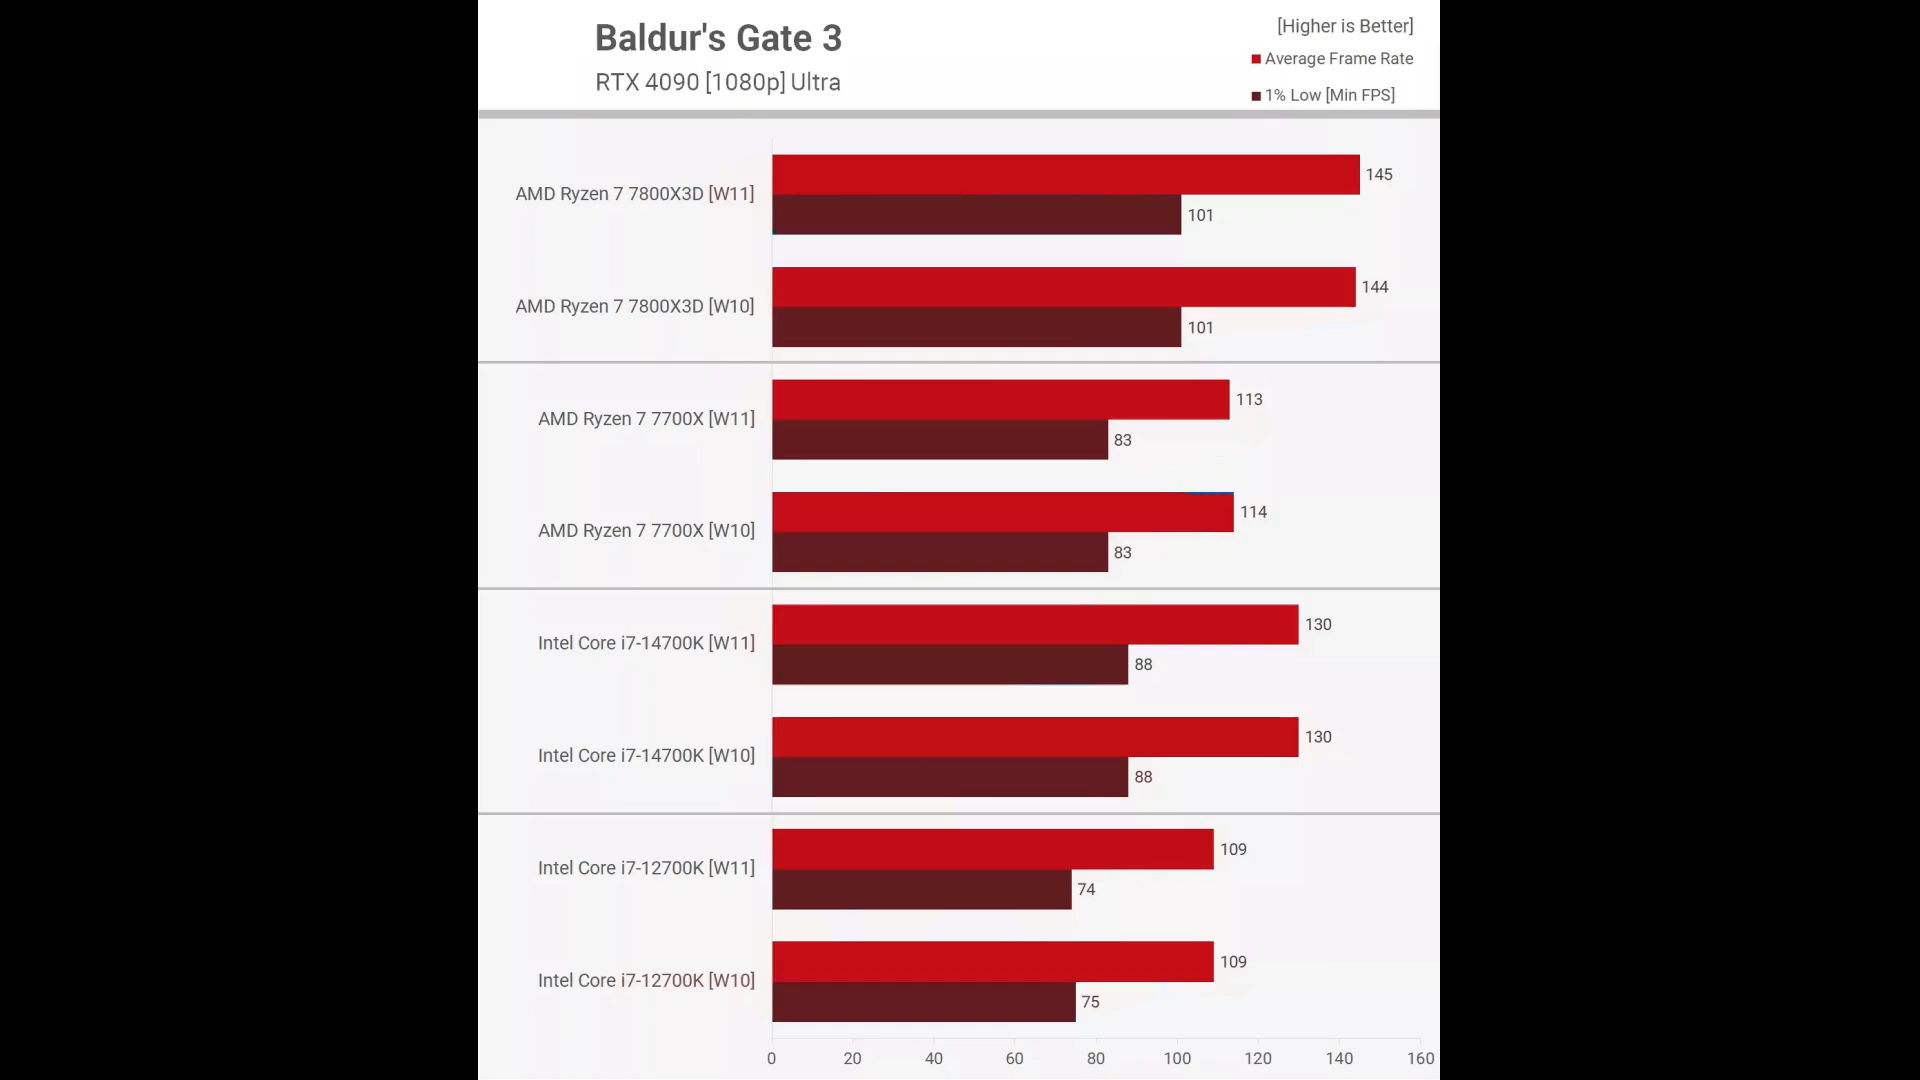 Baldur's Gate 3
RTX 4090 [1080p] Ultra
[Higher is Better]
Average Frame Rate
1% Low [Min FPS]
AMD Ryzen 7 7800X3D [W11]
145
101
AMD Ryzen 7 7800X3D [W10]
144
101
AMD Ryzen 7 7700X [W11]
113
83
AMD Ryzen 7 7700X [W10]
114
83
Intel Core i7-14700K [W11]
130
88
Intel Core i7-14700K [W10]
130
88
Intel Core i7-12700K [W11]
109
74
Intel Core i7-12700K [W10]
109
75
0 20 40 60 80 100 120 140 160